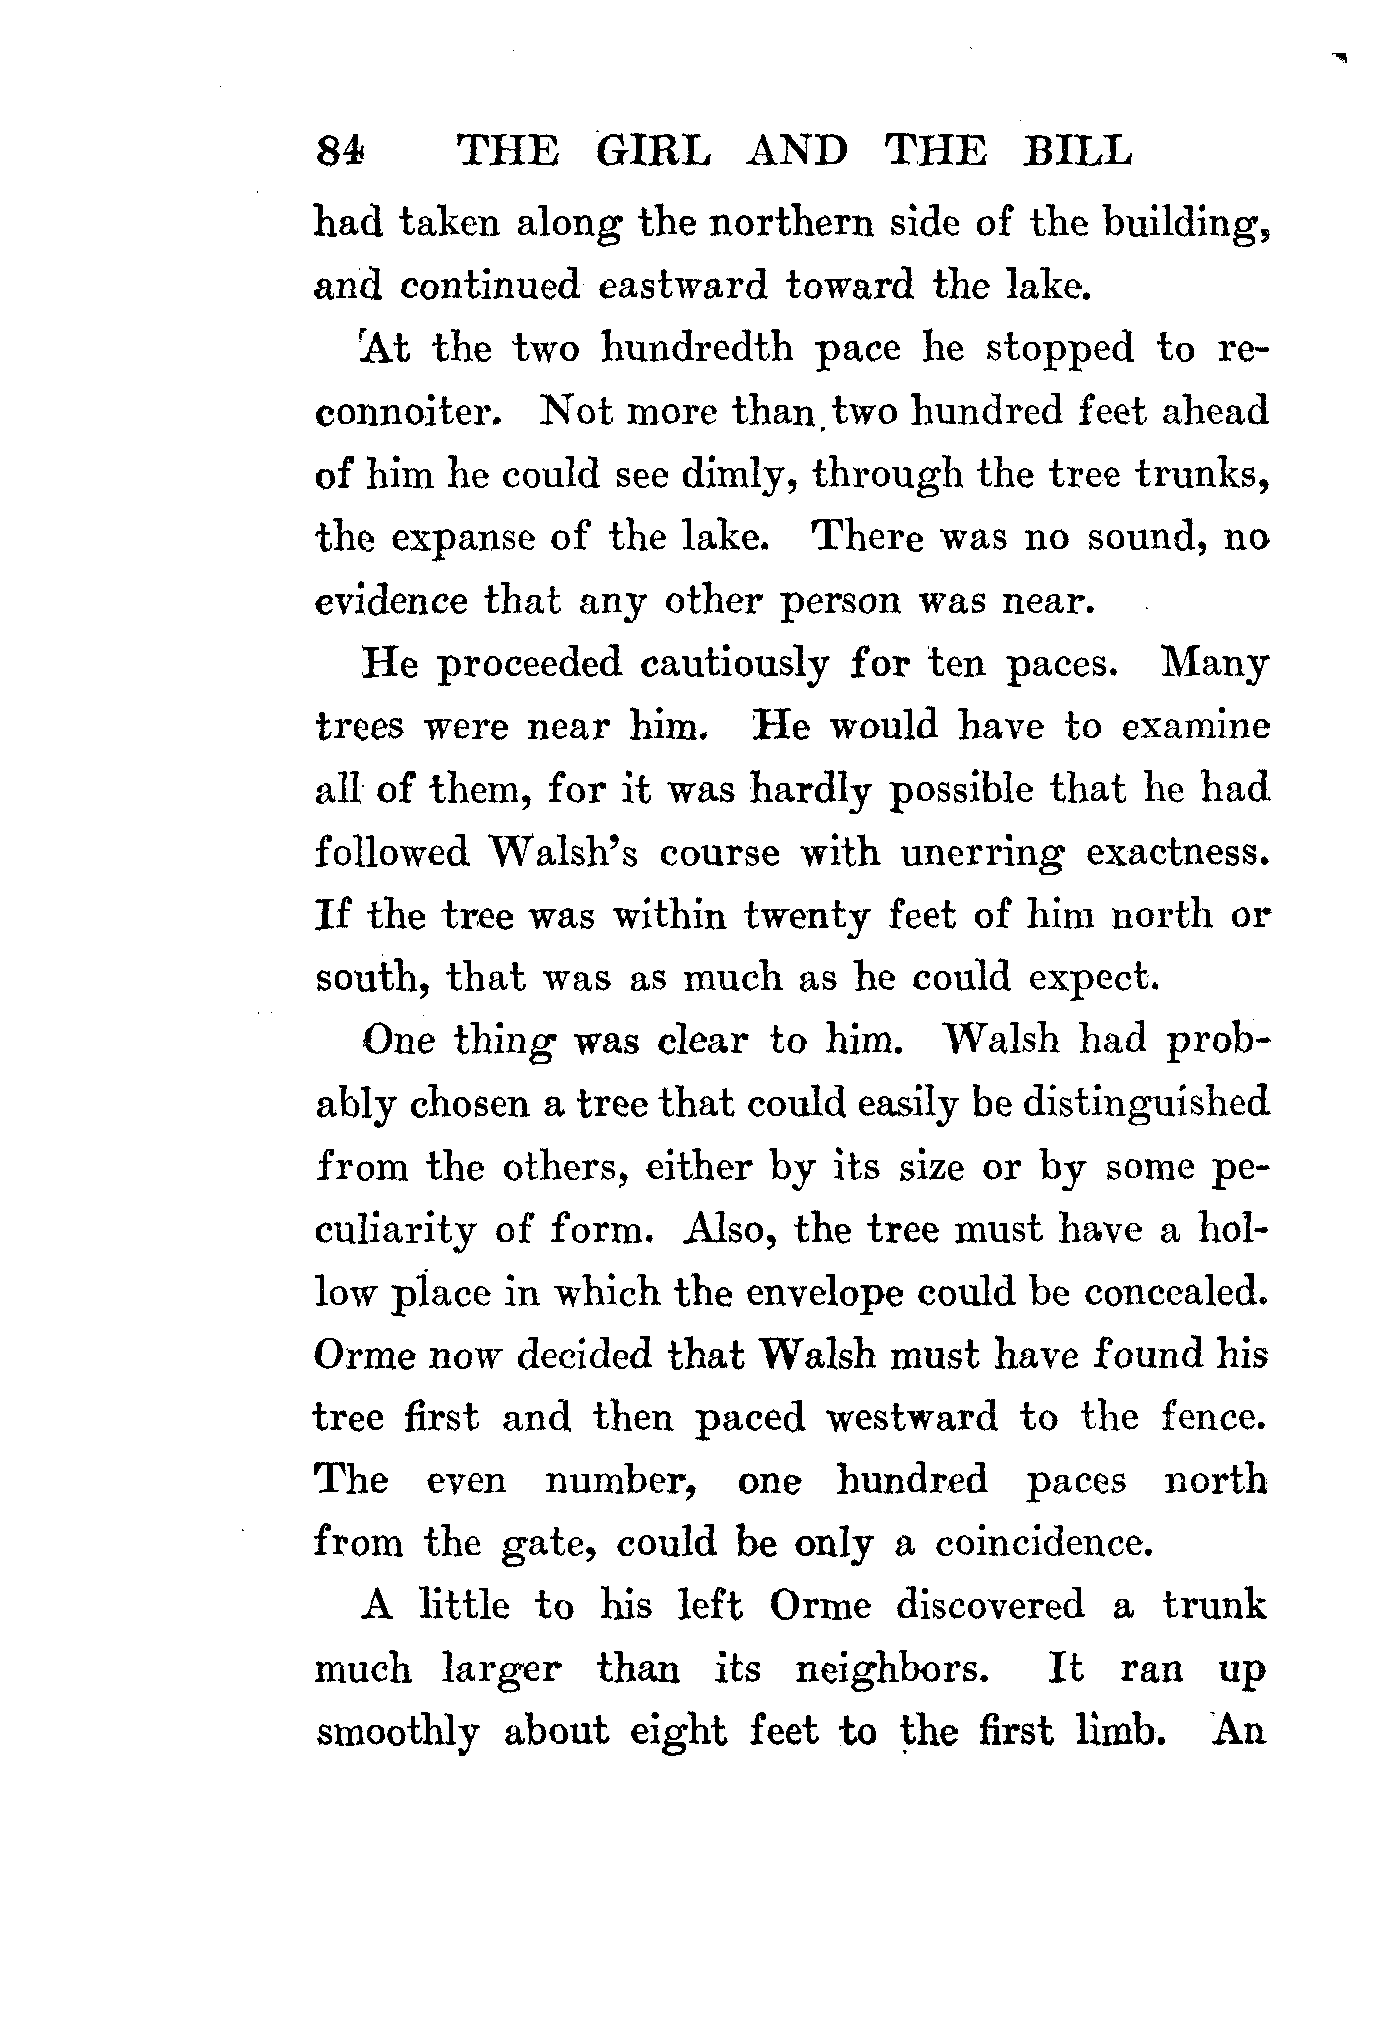 84 THE GIRL AND THE BILL
had taken along the northern side of the building,
and continued eastward toward the lake.
At the two hundredth pace he stopped to re-
connoiter. Not more than two hundred feet ahead
of him he could see dimly, through the tree trunks,
the expanse of the lake. There was no sound, no
evidence that any other person was near.
He proceeded cautiously for ten paces. Many
trees were near him. He would have to examine
all of them, for it was hardly possible that he had
followed Walsh's course with unerring exactness.
If the tree was within twenty feet of him north or
south, that was as much as he could expect.
One thing was clear to him. Walsh had prob-
ably chosen a tree that could easily be distinguished
from the others, either by its size or by some pe-
culiarity of form. Also, the tree must have a hol-
low place in which the envelope could be concealed.
Orme now decided that Walsh must have found his
tree first and then paced westward to the fence.
The even number, one hundred paces north
from the gate, could be only a coincidence.
A little to his left Orme discovered a trunk
much larger than its neighbors. It ran up
smoothly about eight feet to the first limb. An